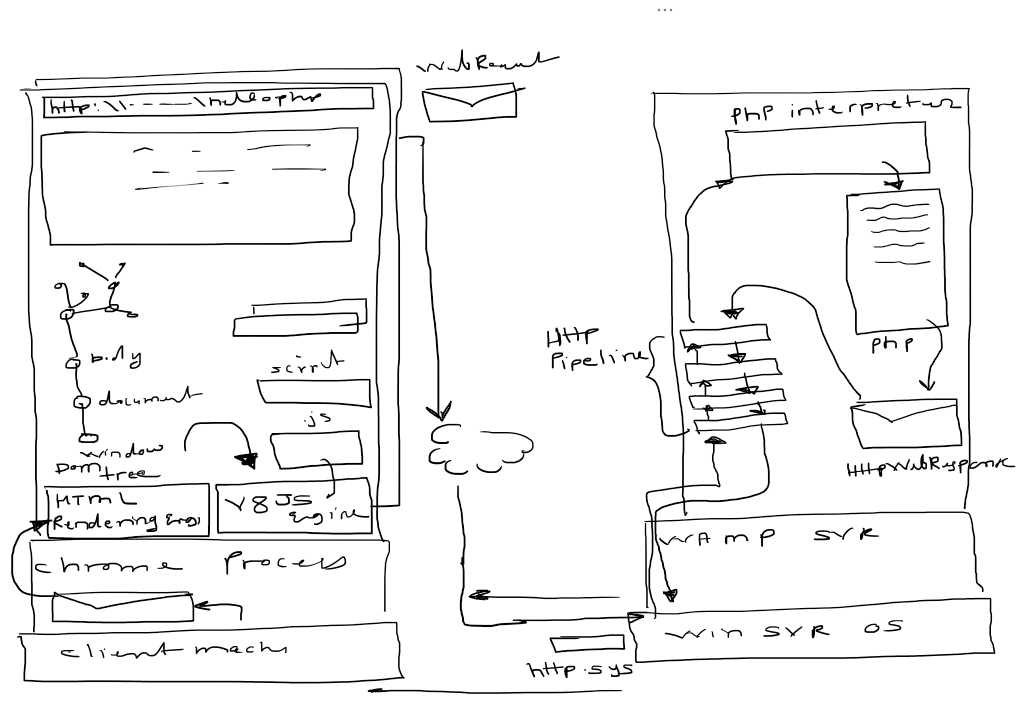 WebRequest
http:\\- - ——\hello.php
PHP interpreter
HTTP
Pipeline
php
HttpWebResponse
body
document
window
Dom
tree
script
.js
HTML
Rendering Engi
V8 JS
Engine
chrome Process
client machi
WAMP SVR
Win SVR OS
http.sys